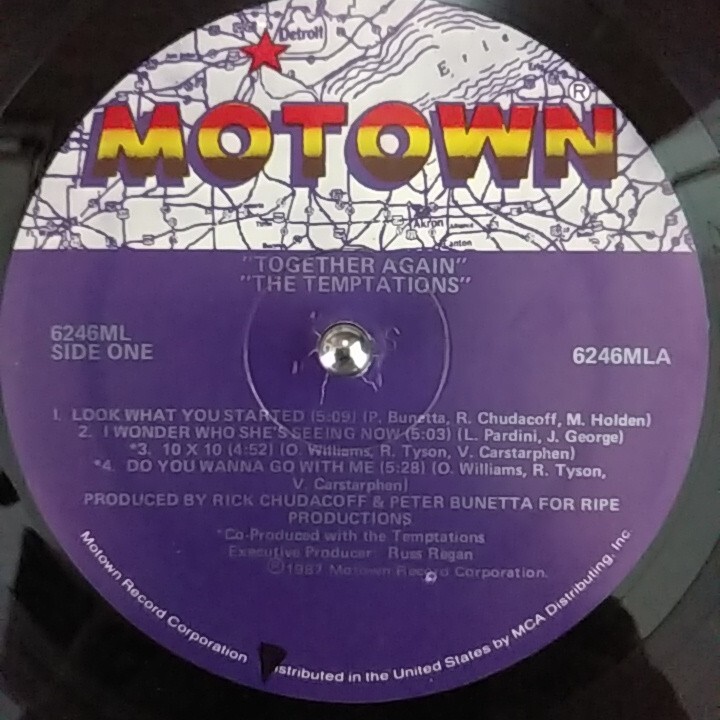 Detroit
Erie
MOTOWN®
Akron
Canton
"TOGETHER AGAIN"
"THE TEMPTATIONS"
6246ML
SIDE ONE
6246MLA
1. LOOK WHAT YOU STARTED (5:09) (P. Bunetta, R. Chudacoff, M. Holden)
2. I WONDER WHO SHE'S SEEING NOW (5:03) (L. Pardini, J. George)
*3. 10 X 10 (4:52) (O. Williams, R. Tyson, V. Carstarphen)
*4. DO YOU WANNA GO WITH ME (5:28) (O. Williams, R. Tyson,
V. Carstarphen)
PRODUCED BY RICK CHUDACOFF & PETER BUNETTA FOR RIPE
PRODUCTIONS
*Co-Produced with the Temptations
Executive Producer: Russ Regan
℗1987 Motown Record Corporation.
Motown Record Corporation
istributed in the United States by MCA Distributing, Inc